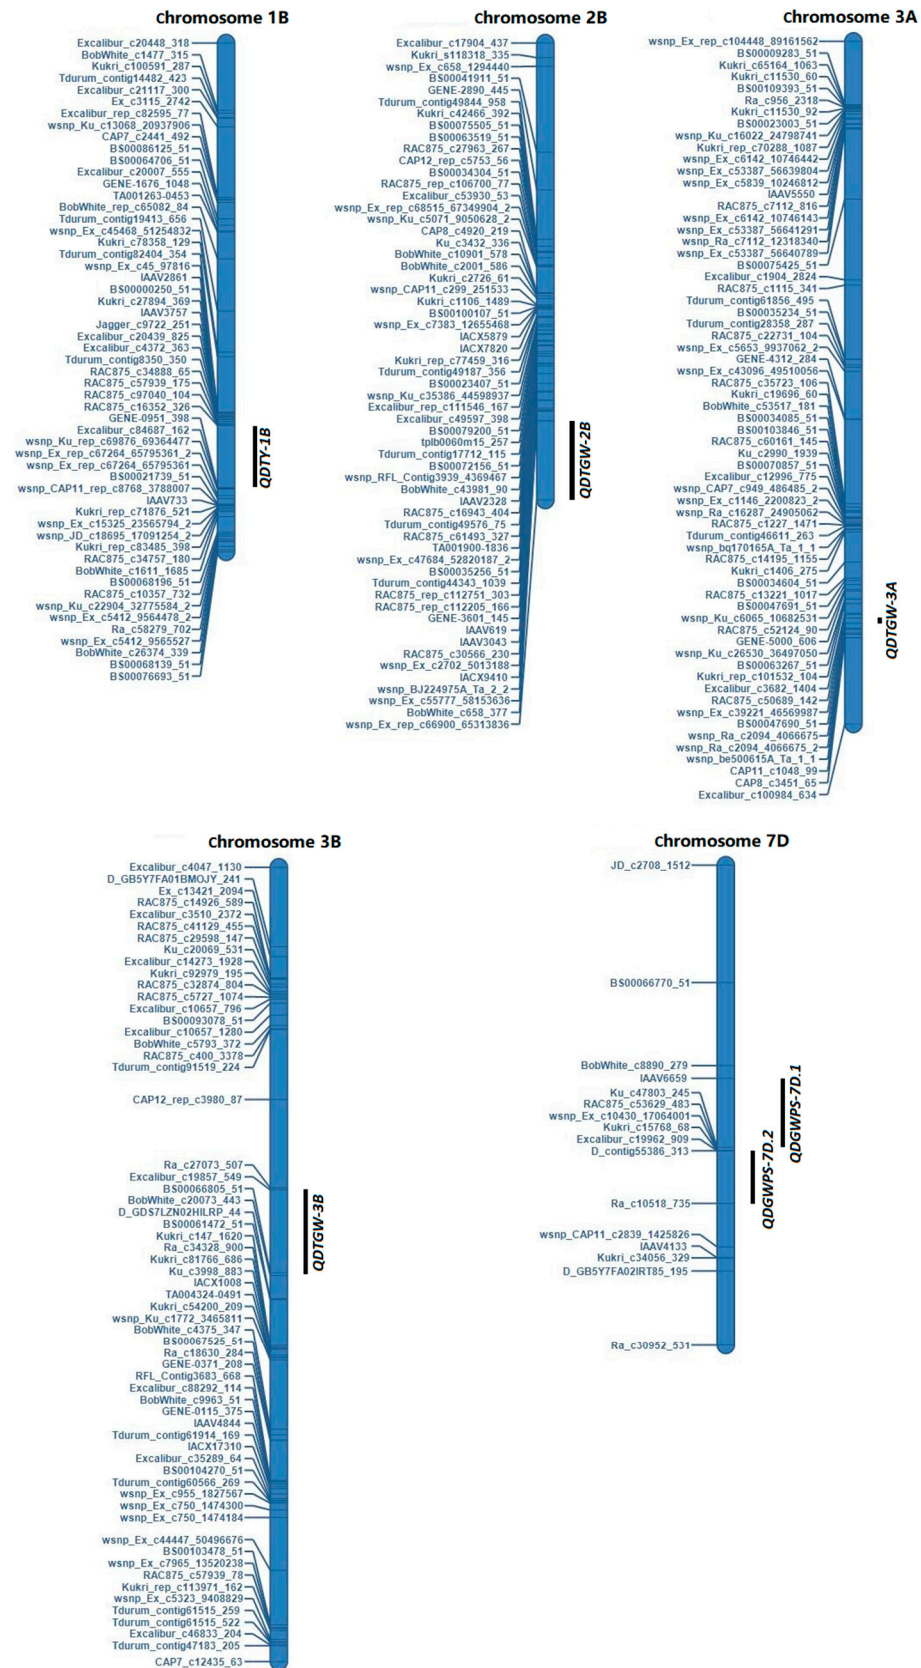 Chromosome 1B
Excalibur_c20448_318
BobWhite_c1477_315
Kukri_c100591_287
Tdurum_contig14482_423
Excalibur_c21117_300
Ex_c3115_2742
Excalibur_rep_c82595_77
wsnp_Ku_c13068_20937906
CAP7_c2441_492
BS00086125_51
BS00064706_51
Excalibur_c20007_555
GENE-1676_1048
TA001263-0453
BobWhite_rep_c65082_84
Tdurum_contig19413_656
wsnp_Ex_c45468_51254832
Kukri_c78358_129
Tdurum_contig82404_354
wsnp_Ex_c45_97816
IAAV2861
BS00000250_51
Kukri_c27894_369
IAAV3757
Jagger_c9722_251
Excalibur_c20439_825
Excalibur_c4372_363
Tdurum_contig8350_350
RAC875_c34888_65
RAC875_c57939_175
RAC875_c97040_104
RAC875_c16352_326
GENE-0951_398
Excalibur_c84687_162
wsnp_Ku_rep_c69876_69364477
wsnp_Ex_rep_c67264_65795361_2
wsnp_Ex_rep_c67264_65795361
BS00021739_51
wsnp_CAP11_rep_c8768_3788007
IAAV733
Kukri_rep_c71876_521
wsnp_Ex_c15325_23565794_2
wsnp_JD_c18695_17091254_2
Kukri_rep_c83485_398
RAC875_c34757_180
BobWhite_c1611_1685
BS00068196_51
RAC875_c10357_732
wsnp_Ku_c22904_32775584_2
wsnp_Ex_c5412_9564478_2
Ra_c58279_702
wsnp_Ex_c5412_9565527
BobWhite_c26374_339
BS00068139_51
BS00076693_51
QDTY-1B
Chromosome 2B
Excalibur_c17904_437
Kukri_s118318_335
wsnp_Ex_c658_1294440
BS00041911_51
GENE-2890_445
Tdurum_contig49844_958
Kukri_c42466_392
BS00075505_51
BS00063519_51
RAC875_c27963_267
CAP12_rep_c5753_56
BS00034304_51
RAC875_rep_c106700_77
Excalibur_c53930_53
wsnp_Ex_rep_c68515_67349904_2
wsnp_Ku_c5071_9050628_2
CAP8_c4920_219
Ku_c3432_336
BobWhite_c10901_578
BobWhite_c2001_586
Kukri_c2726_61
wsnp_CAP11_c299_251533
Kukri_c1106_1489
BS00100107_51
wsnp_Ex_c7383_12655468
IACX5879
IACX7820
Kukri_rep_c77459_316
Tdurum_contig49187_356
BS00023407_51
wsnp_Ku_c35386_44598937
Excalibur_rep_c111546_167
Excalibur_c49597_398
BS00079200_51
tplb0060m15_257
Tdurum_contig17712_115
BS00072156_51
wsnp_RFL_Contig3939_4369467
BobWhite_c43981_90
IAAV2328
RAC875_c16943_404
Tdurum_contig49576_75
RAC875_c61493_327
TA001900-1836
wsnp_Ex_c47684_52820187_2
BS00035256_51
Tdurum_contig44343_1039
RAC875_rep_c112751_303
RAC875_rep_c112205_166
GENE-3601_145
IAAV619
IAAV3043
RAC875_c30566_230
wsnp_Ex_c2702_5013188
IACX9410
wsnp_BJ224975A_Ta_2_2
wsnp_Ex_c55777_58153636
BobWhite_c658_377
wsnp_Ex_rep_c66900_65313836
QDTGW-2B
Chromosome 3A
wsnp_Ex_rep_c104448_89161562
BS00009283_51
Kukri_c65164_1063
Kukri_c11530_60
BS00109393_51
Ra_c956_2318
Kukri_c11530_92
BS00023003_51
wsnp_Ku_c16022_24798741
Kukri_rep_c70288_1087
wsnp_Ex_c6142_10746442
wsnp_Ex_c53387_56639804
wsnp_Ex_c5839_10246812
IAAV5550
RAC875_c7112_816
wsnp_Ex_c6142_10746143
wsnp_Ex_c53387_56641291
wsnp_Ra_c7112_12318340
wsnp_Ex_c53387_56640789
BS00075425_51
Excalibur_c1904_2824
RAC875_c1115_341
Tdurum_contig61856_495
BS00035234_51
Tdurum_contig28358_287
RAC875_c22731_104
wsnp_Ex_c5653_9937062_2
GENE-4312_284
wsnp_Ex_c43096_49510056
RAC875_c35723_106
Kukri_c19696_60
BobWhite_c53517_181
BS00034085_51
BS00103846_51
RAC875_c60161_145
Ku_c2990_1939
BS00070857_51
Excalibur_c12996_775
wsnp_CAP7_c949_486485_2
wsnp_Ex_c1146_2200823_2
wsnp_Ra_c16287_24905062
RAC875_c1227_1471
Tdurum_contig46611_263
wsnp_bq170165A_Ta_1_1
RAC875_c14195_1155
Kukri_c1406_275
BS00034604_51
RAC875_c13221_1017
BS00047691_51
wsnp_Ku_c6065_10682531
RAC875_c52124_90
GENE-5000_606
wsnp_Ku_c26530_36497050
BS00063267_51
Kukri_rep_c101532_104
Excalibur_c3682_1404
RAC875_c50689_142
wsnp_Ex_c39221_46569987
BS00047690_51
wsnp_Ra_c2094_4066675
wsnp_Ra_c2094_4066675_2
wsnp_be500615A_Ta_1_1
CAP11_c1048_99
CAP8_c3451_65
Excalibur_c100984_634
QDTGW-3A
Chromosome 3B
Excalibur_c4047_1130
D_GB5Y7FA01BMOJY_241
Ex_c13421_2094
RAC875_c14926_589
Excalibur_c3510_2372
RAC875_c41129_455
RAC875_c29598_147
Ku_c20069_531
Excalibur_c14273_1928
Kukri_c92979_195
RAC875_c32874_804
RAC875_c5727_1074
Excalibur_c10657_796
BS00093078_51
Excalibur_c10657_1280
BobWhite_c5793_372
RAC875_c400_3378
Tdurum_contig91519_224
CAP12_rep_c3980_87
Ra_c27073_507
Excalibur_c19857_549
BS00066805_51
BobWhite_c20073_443
D_GDS7LZN02HILRP_44
BS00061472_51
Kukri_c147_1620
Ra_c34328_900
Kukri_c81766_686
Ku_c3998_883
IACX1008
TA004324-0491
Kukri_c54200_209
wsnp_Ku_c1772_3465811
BobWhite_c4375_347
BS00067525_51
Ra_c18630_284
GENE-0371_208
RFL_Contig3683_668
Excalibur_c88292_114
BobWhite_c9963_51
GENE-0115_375
IAAV4844
Tdurum_contig61914_169
IACX17310
Excalibur_c35289_64
BS00104270_51
Tdurum_contig60566_269
wsnp_Ex_c955_1827567
wsnp_Ex_c750_1474300
wsnp_Ex_c750_1474184
wsnp_Ex_c44447_50496676
BS00103478_51
wsnp_Ex_c7965_13520238
RAC875_c57939_78
Kukri_rep_c113971_162
wsnp_Ex_c5323_9408829
Tdurum_contig61515_259
Tdurum_contig61515_522
Excalibur_c46833_204
Tdurum_contig47183_205
CAP7_c12435_63
QDTGW-3B
Chromosome 7D
JD_c2708_1512
BS00066770_51
BobWhite_c8890_279
IAAV6659
Ku_c47803_245
RAC875_c53629_483
wsnp_Ex_c10430_17064001
Kukri_c15768_68
Excalibur_c19962_909
D_contig55386_313
Ra_c10518_735
wsnp_CAP11_c2839_1425826
IAAV4133
Kukri_c34056_329
D_GB5Y7FA02IRT85_195
Ra_c30952_531
QDGWPS-7D.2
QDGWPS-7D.1